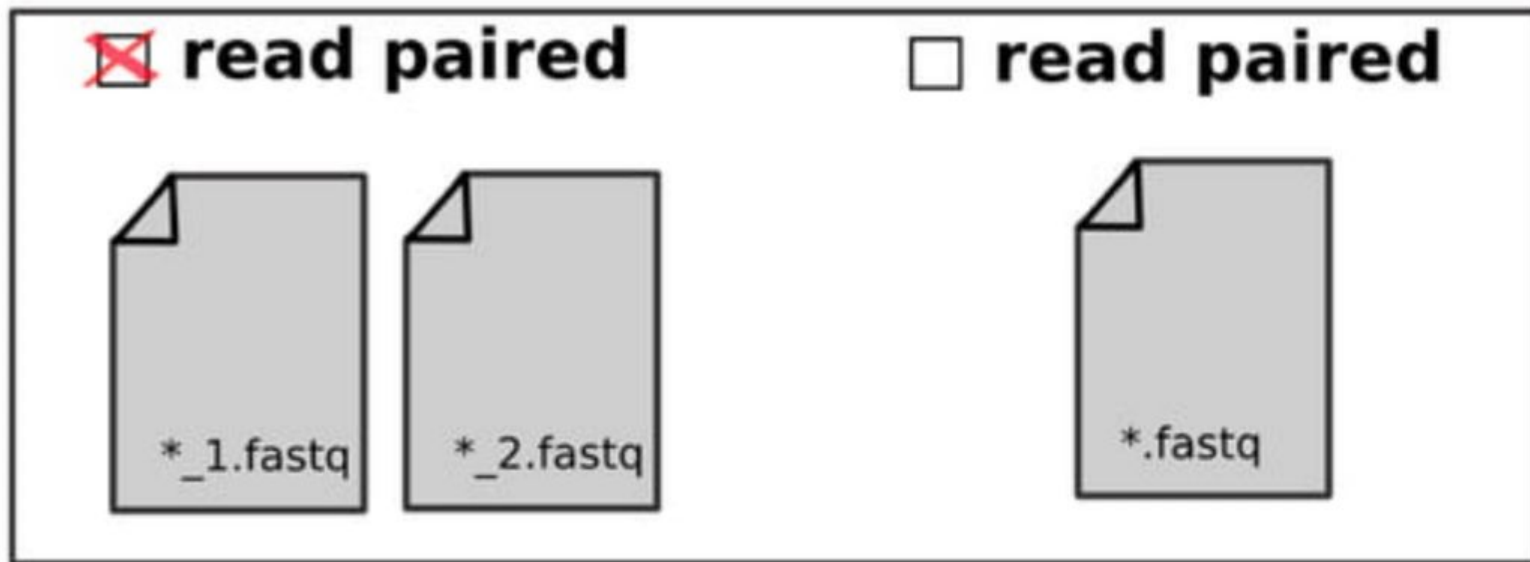 read paired
read paired
*_1.fastq
*_2.fastq
*.fastq